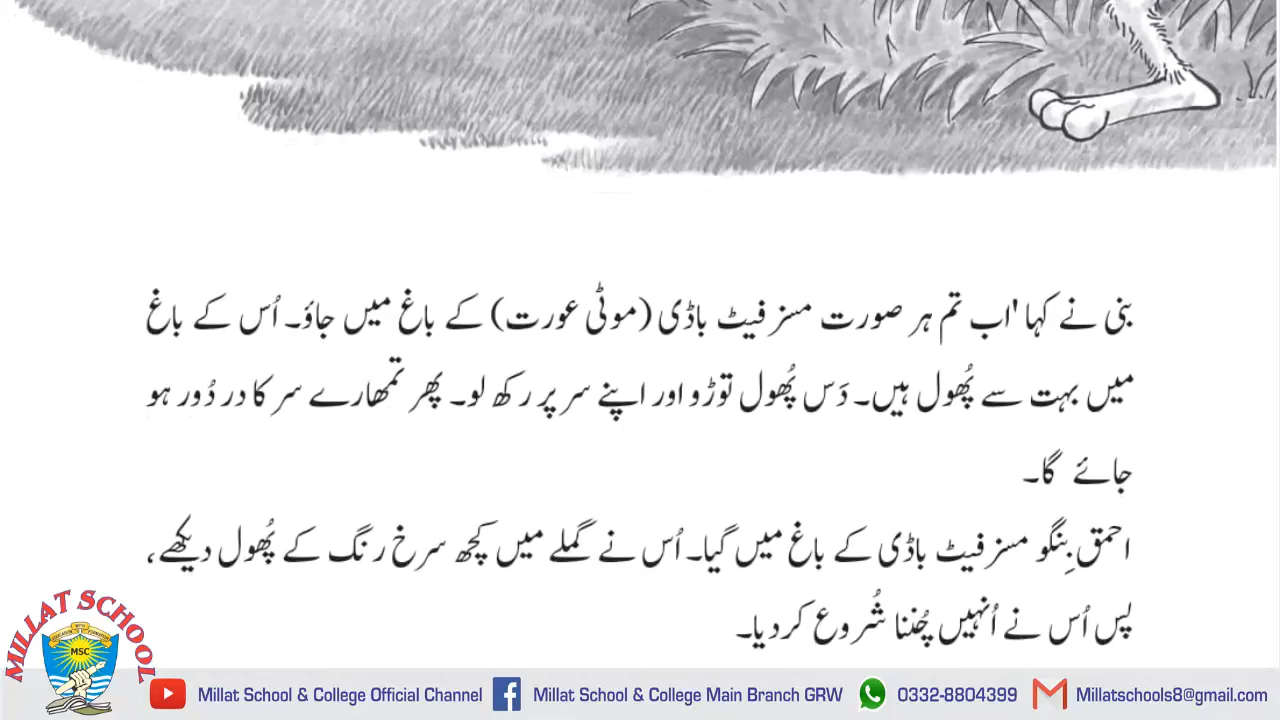 بنی نے کہا 'اب تم ہر صورت مسز فیٹ باڈی (موٹی عورت) کے باغ میں جاؤ۔ اُس کے باغ
میں بہت سے پُھول ہیں۔ دَس پُھول توڑو اور اپنے سر پر رکھ لو۔ پھر تمھارے سر کا در دُور ہو
جائے گا۔
احمق بِنگو مسز فیٹ باڈی کے باغ میں گیا۔ اُس نے گملے میں کچھ سرخ رنگ کے پُھول دیکھے،
پس اُس نے اُنہیں چُننا شُروع کردیا۔
MILLAT SCHOOL
MSC
Millat School & College Official Channel
Millat School & College Main Branch GRW
0332-8804399
Millatschools8@gmail.com